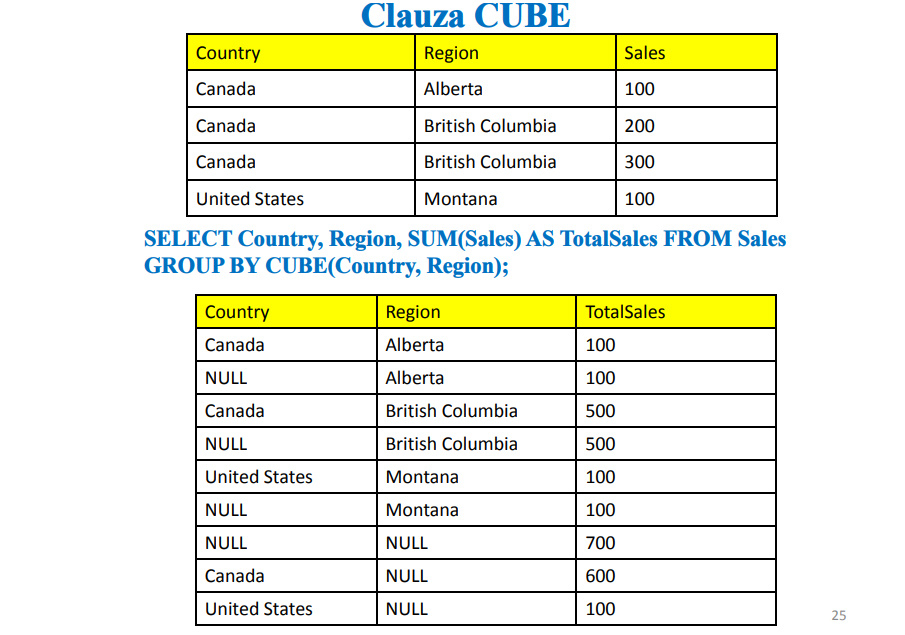 Clauza CUBE
Country Region Sales
Canada Alberta 100
Canada British Columbia 200
Canada British Columbia 300
United States Montana 100
SELECT Country, Region, SUM(Sales) AS TotalSales FROM Sales
GROUP BY CUBE(Country, Region);
Country Region TotalSales
Canada Alberta 100
NULL Alberta 100
Canada British Columbia 500
NULL British Columbia 500
United States Montana 100
NULL Montana 100
NULL NULL 700
Canada NULL 600
United States NULL 100
25